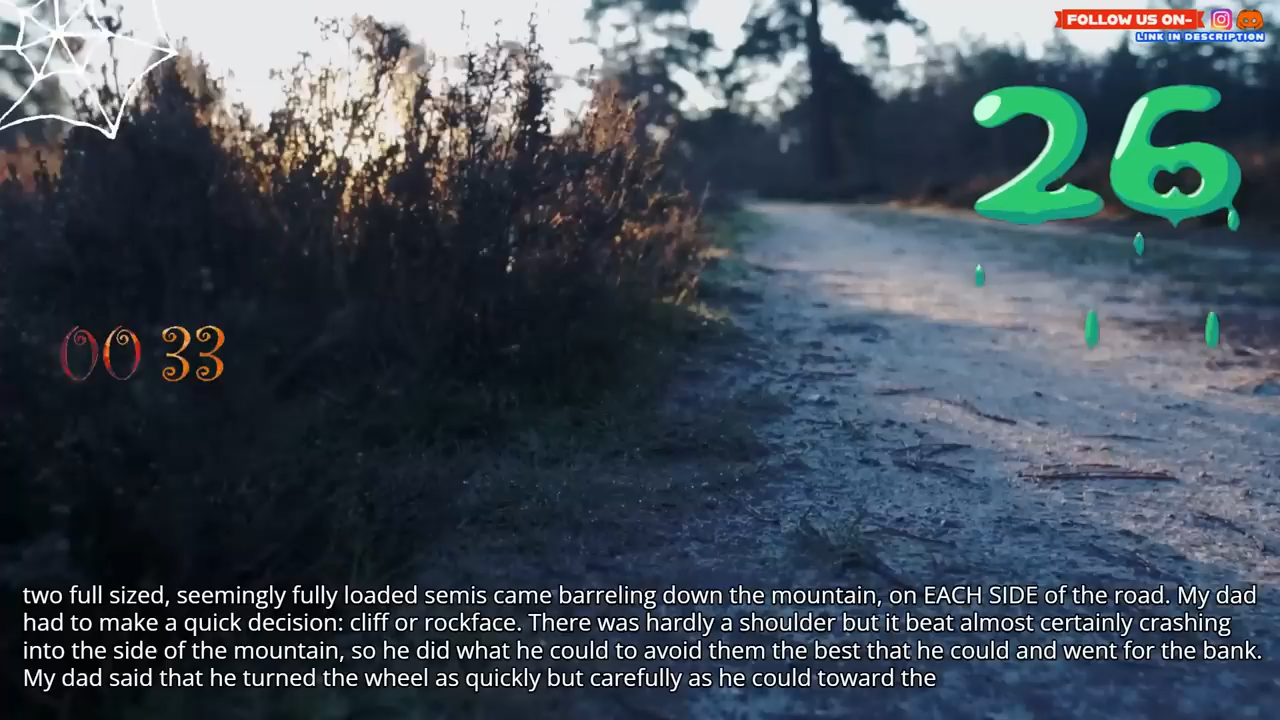 FOLLOW US ON-
LINK IN DESCRIPTION
26
00 33
two full sized, seemingly fully loaded semis came barreling down the mountain, on EACH SIDE of the road. My dad
had to make a quick decision: cliff or rockface. There was hardly a shoulder but it beat almost certainly crashing
into the side of the mountain, so he did what he could to avoid them the best that he could and went for the bank.
My dad said that he turned the wheel as quickly but carefully as he could toward the